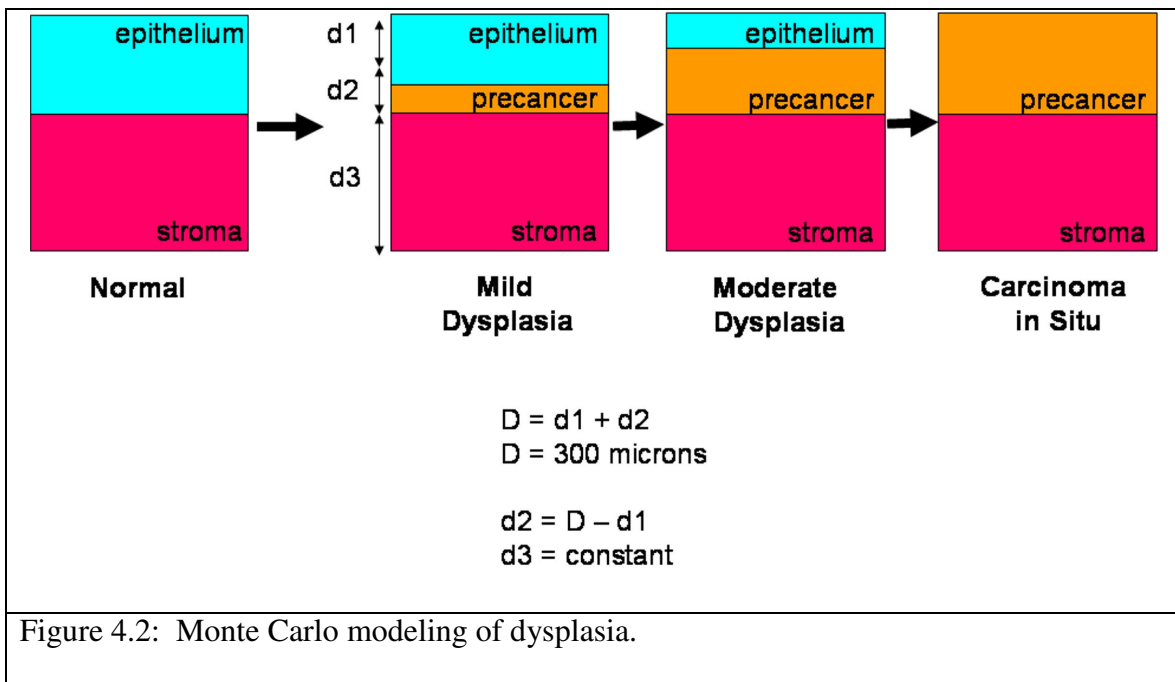 epithelium
stroma
Normal
d1
d2
d3
epithelium
precancer
stroma
Mild
Dysplasia
epithelium
precancer
stroma
Moderate
Dysplasia
precancer
stroma
Carcinoma
in Situ
D = d1 + d2
D = 300 microns
d2 = D – d1
d3 = constant
Figure 4.2:  Monte Carlo modeling of dysplasia.